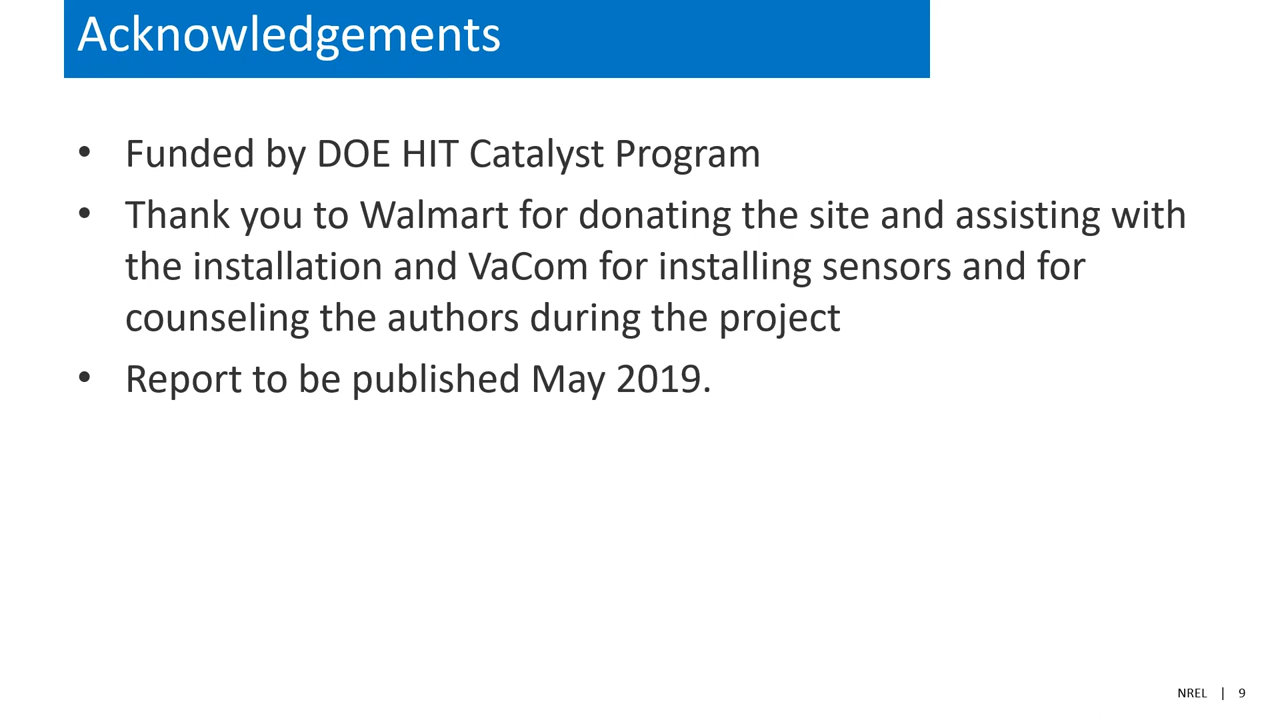 Acknowledgements
• Funded by DOE HIT Catalyst Program
• Thank you to Walmart for donating the site and assisting with
the installation and VaCom for installing sensors and for
counseling the authors during the project
• Report to be published May 2019.
NREL | 9